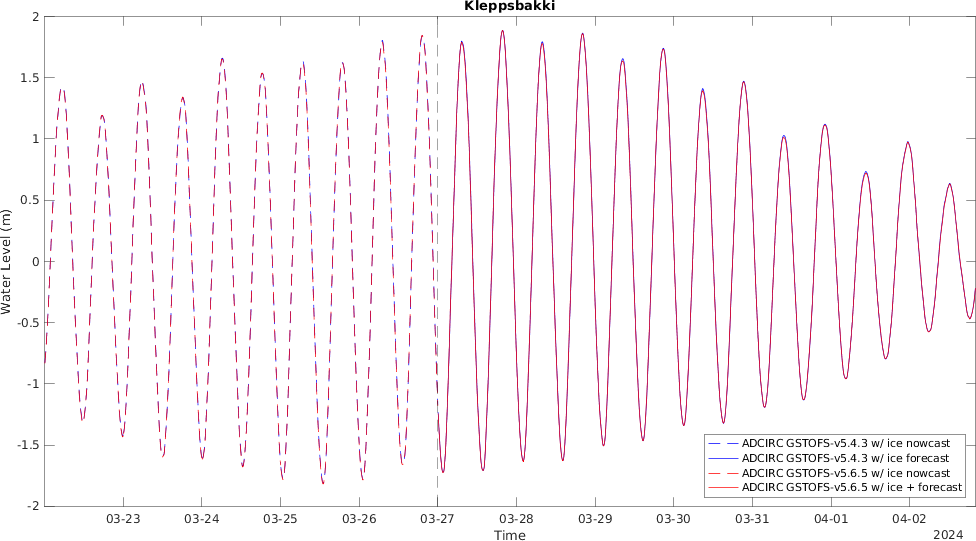 Kleppsbakki
2
1.5
1
0.5
0
-0.5
-1
-1.5
-2
Water Level (m)
ADCIRC GSTOFS-v5.4.3 w/ ice nowcast
ADCIRC GSTOFS-v5.4.3 w/ ice forecast
ADCIRC GSTOFS-v5.6.5 w/ ice nowcast
ADCIRC GSTOFS-v5.6.5 w/ ice + forecast
03-23 03-24 03-25 03-26 03-27 03-28 03-29 03-30 03-31 04-01 04-02
Time
2024